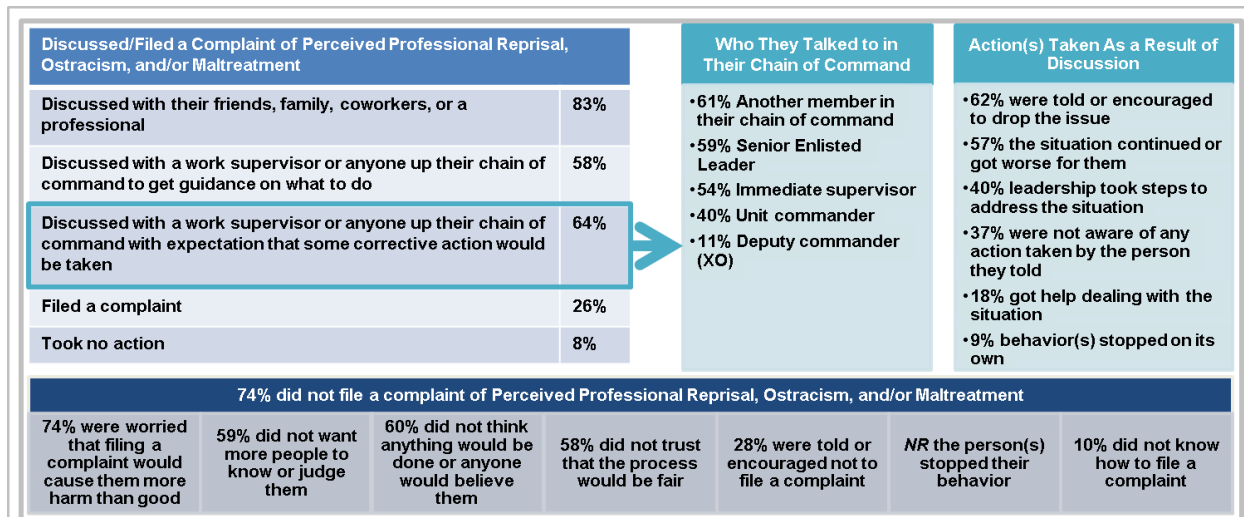 Discussed/Filed a Complaint of Perceived Professional Reprisal,
Ostracism, and/or Maltreatment
Discussed with their friends, family, coworkers, or a
professional
83%
Discussed with a work supervisor or anyone up their chain of
command to get guidance on what to do
58%
Discussed with a work supervisor or anyone up their chain of
command with expectation that some corrective action would
be taken
64%
Filed a complaint
26%
Took no action
8%
Who They Talked to in
Their Chain of Command
•61% Another member in
their chain of command
•59% Senior Enlisted
Leader
•54% Immediate supervisor
•40% Unit commander
•11% Deputy commander
(XO)
Action(s) Taken As a Result of
Discussion
•62% were told or encouraged
to drop the issue
•57% the situation continued or
got worse for them
•40% leadership took steps to
address the situation
•37% were not aware of any
action taken by the person
they told
•18% got help dealing with the
situation
•9% behavior(s) stopped on its
own
74% did not file a complaint of Perceived Professional Reprisal, Ostracism, and/or Maltreatment
74% were worried
that filing a
complaint would
cause them more
harm than good
59% did not want
more people to
know or judge
them
60% did not think
anything would be
done or anyone
would believe
them
58% did not trust
that the process
would be fair
28% were told or
encouraged not to
file a complaint
NR the person(s)
stopped their
behavior
10% did not know
how to file a
complaint